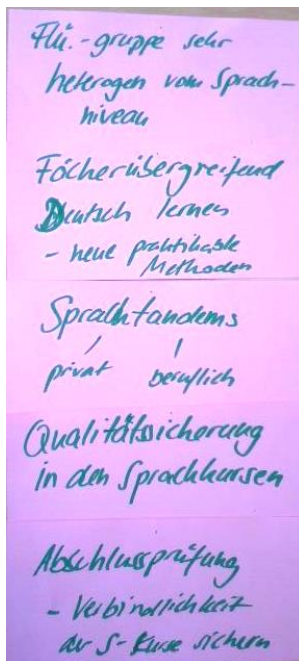 Flü.-gruppe sehr
heterogen vom Sprach-
niveau
Fächerübergreifend
Deutsch lernen
- neue praktikable
Methoden
Sprachtandems
privat beruflich
Qualitätssicherung
in den Sprachkursen
Abschlussprüfung
- Verbindlichkeit
der S-Kurse sichern